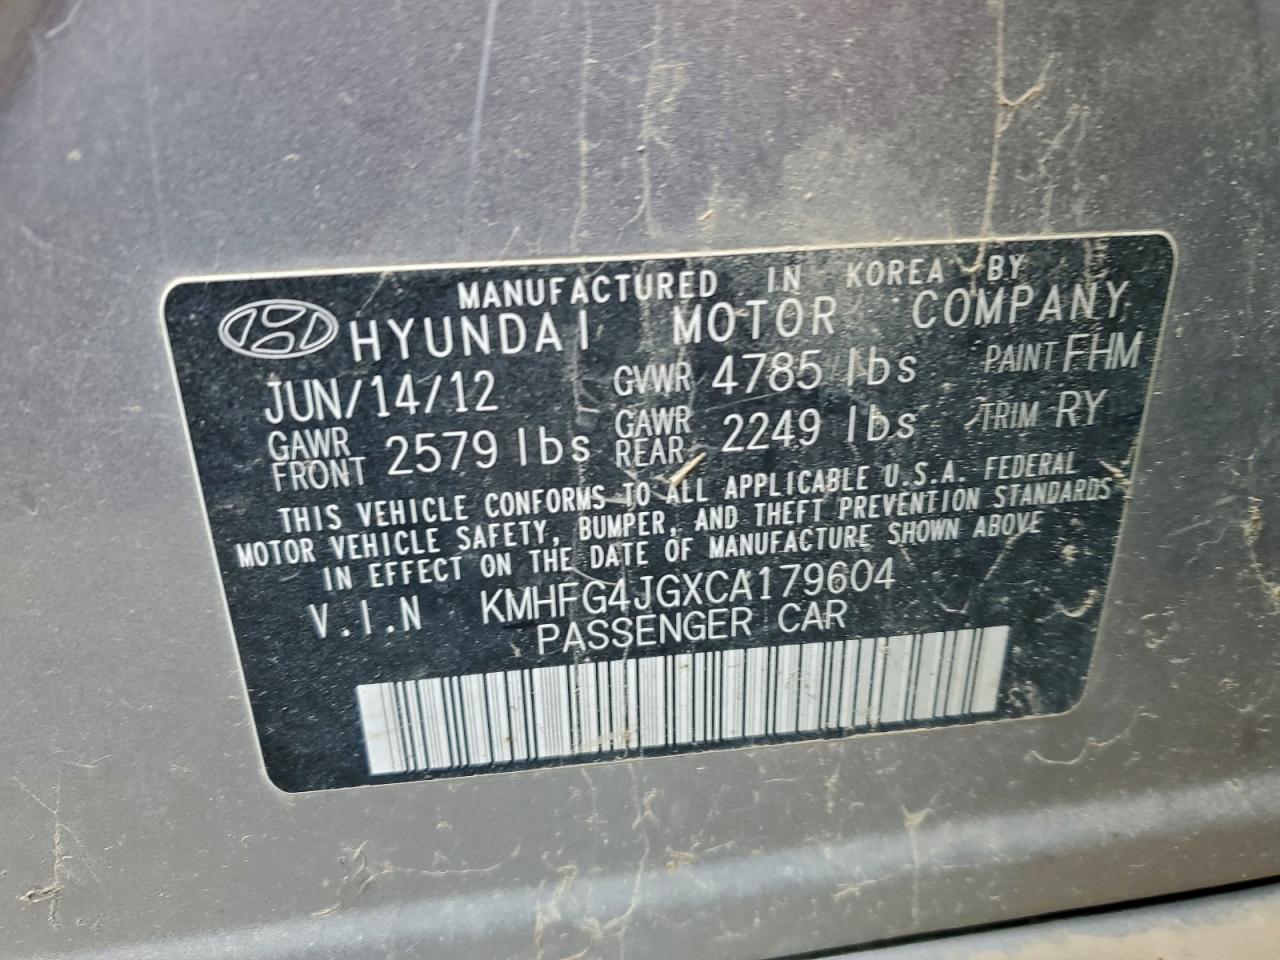 MANUFACTURED IN KOREA BY
HYUNDAI MOTOR COMPANY
JUN/14/12 GVWR 4785 lbs PAINT FHM
GAWR FRONT 2579 lbs GAWR REAR 2249 lbs TRIM RY
THIS VEHICLE CONFORMS TO ALL APPLICABLE U.S.A. FEDERAL
MOTOR VEHICLE SAFETY, BUMPER, AND THEFT PREVENTION STANDARDS
IN EFFECT ON THE DATE OF MANUFACTURE SHOWN ABOVE
V.I.N KMHFG4JGXCA179604
PASSENGER CAR